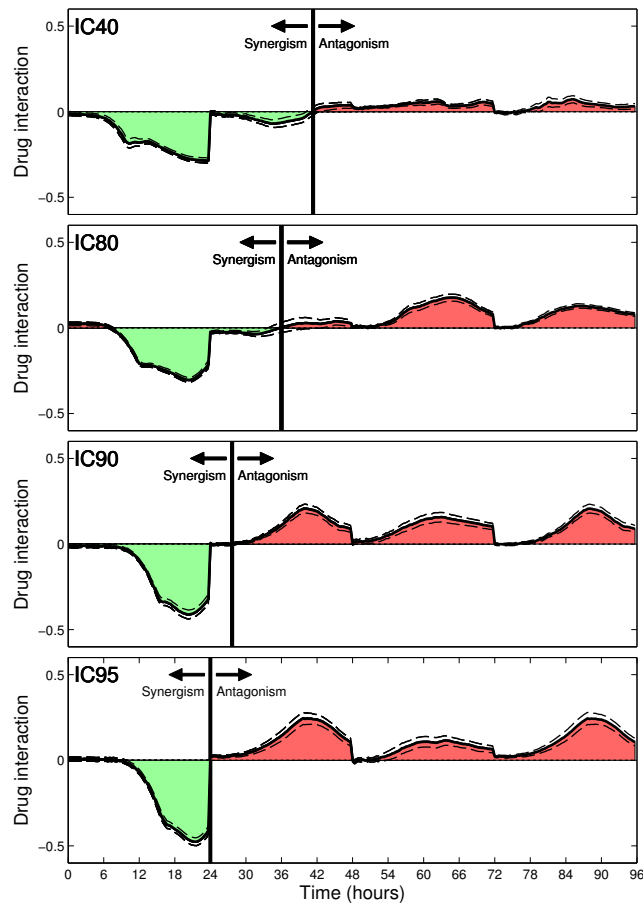 IC40
Synergism Antagonism
0.5
0
−0.5
Drug interaction
IC80
Synergism Antagonism
0.5
0
−0.5
Drug interaction
IC90
Synergism Antagonism
0.5
0
−0.5
Drug interaction
IC95
Synergism Antagonism
0.5
0
−0.5
Drug interaction
0 6 12 18 24 30 36 42 48 54 60 66 72 78 84 90 96
Time (hours)